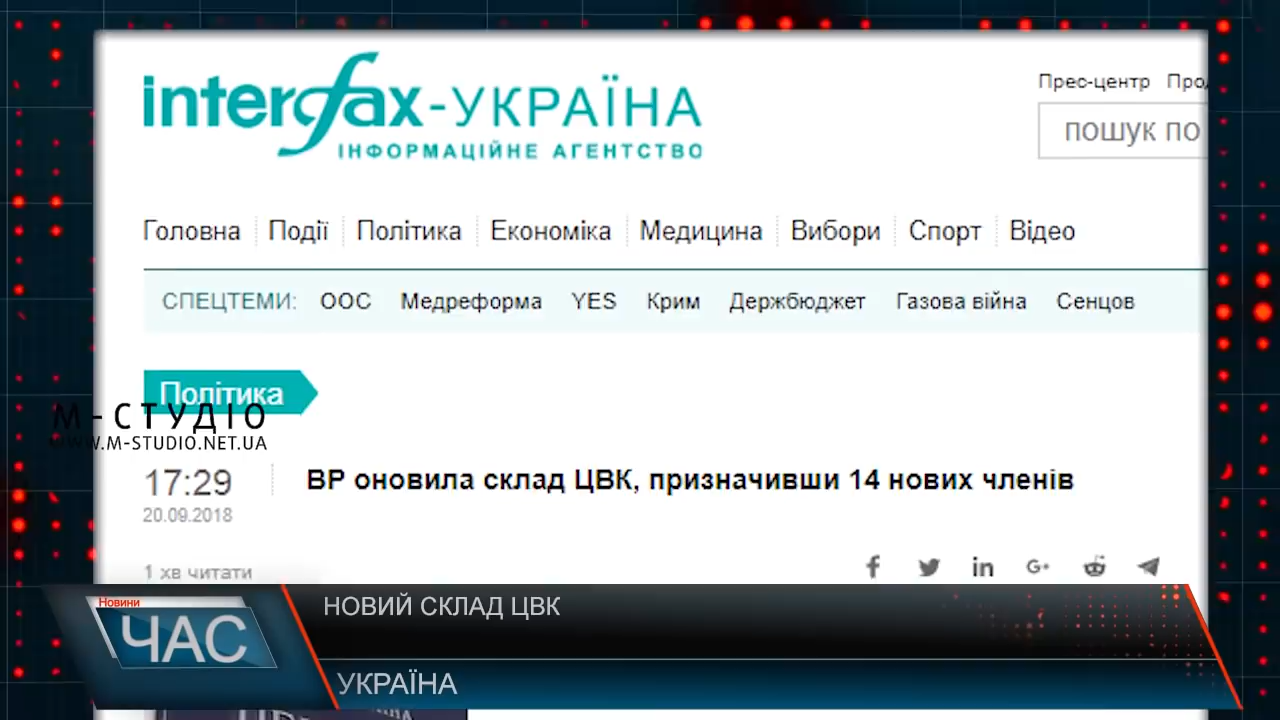 interfax-УКРАЇНА
ІНФОРМАЦІЙНЕ АГЕНТСТВО
Прес-центр
пошук по
Головна Події Політика Економіка Медицина Вибори Спорт Відео
СПЕЦТЕМИ: ООС Медреформа YES Крим Держбюджет Газова війна Сенцов
Політика
М-СТУДІО
WWW.M-STUDIO.NET.UA
17:29 ВР оновила склад ЦВК, призначивши 14 нових членів
20.09.2018
1 хв читати
Новини
ЧАС
НОВИЙ СКЛАД ЦВК
УКРАЇНА